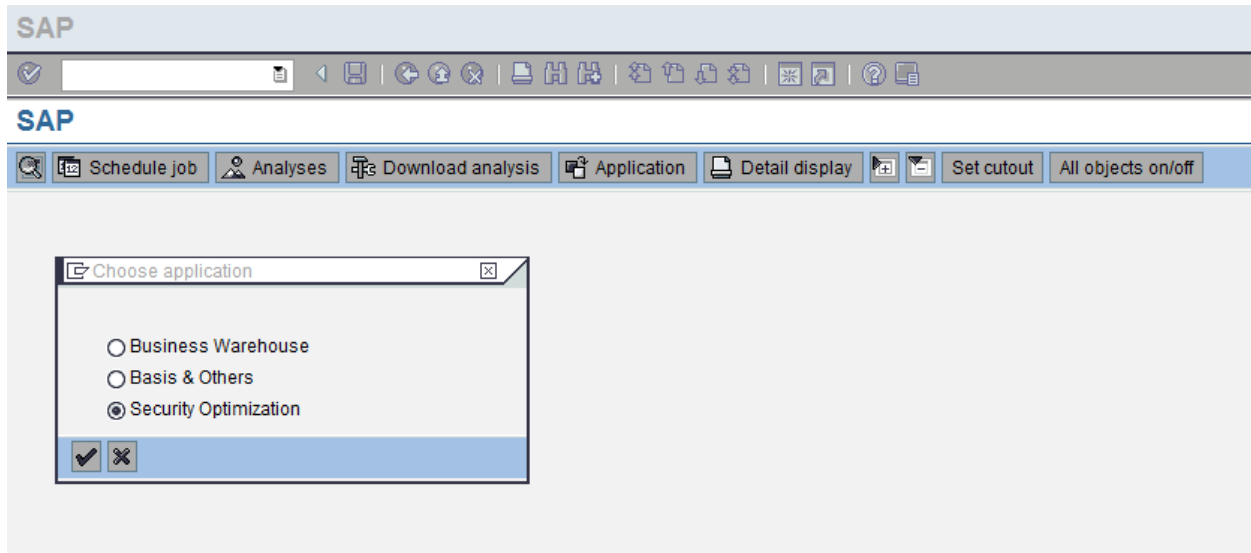 SAP
SAP
Schedule job Analyses Download analysis Application Detail display Set cutout All objects on/off
Choose application
Business Warehouse
Basis & Others
Security Optimization